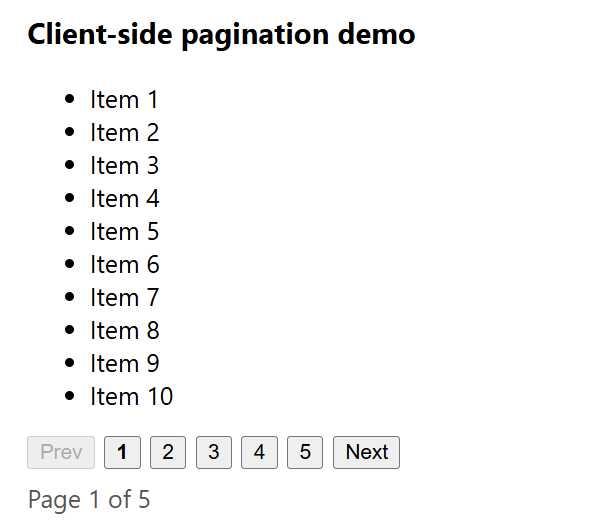 Client-side pagination demo
Item 1
Item 2
Item 3
Item 4
Item 5
Item 6
Item 7
Item 8
Item 9
Item 10
Prev 1 2 3 4 5 Next
Page 1 of 5